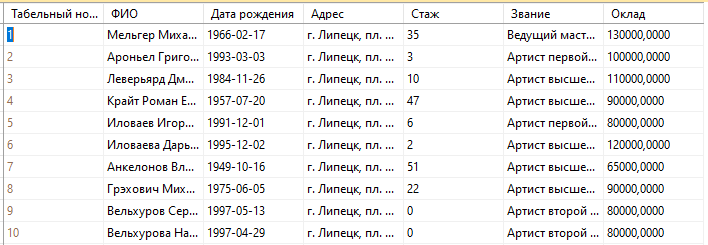 Табельный но... ФИО Дата рождения Адрес Стаж Звание Оклад
1 Мельгер Миха... 1966-02-17 г. Липецк, пл. ... 35 Ведущий маст... 130000,0000
2 Ароньел Григо... 1993-03-03 г. Липецк, пл. ... 3 Артист первой... 100000,0000
3 Леверьярд Дм... 1984-11-26 г. Липецк, пл. ... 10 Артист высше... 110000,0000
4 Крайт Роман Е... 1957-07-20 г. Липецк, пл. ... 47 Артист высше... 90000,0000
5 Иловаев Игор... 1991-12-01 г. Липецк, пл. ... 6 Артист первой... 80000,0000
6 Иловаева Дарь... 1995-12-02 г. Липецк, пл. ... 2 Артист высше... 120000,0000
7 Анкелонов Вл... 1949-10-16 г. Липецк, пл. ... 51 Артист высше... 65000,0000
8 Грэхович Мих... 1975-06-05 г. Липецк, пл. ... 22 Артист высше... 90000,0000
9 Вельхуров Сер... 1997-05-13 г. Липецк, пл. ... 0 Артист второй ... 80000,0000
10 Вельхурова На... 1997-04-29 г. Липецк, пл. ... 0 Артист второй ... 80000,0000